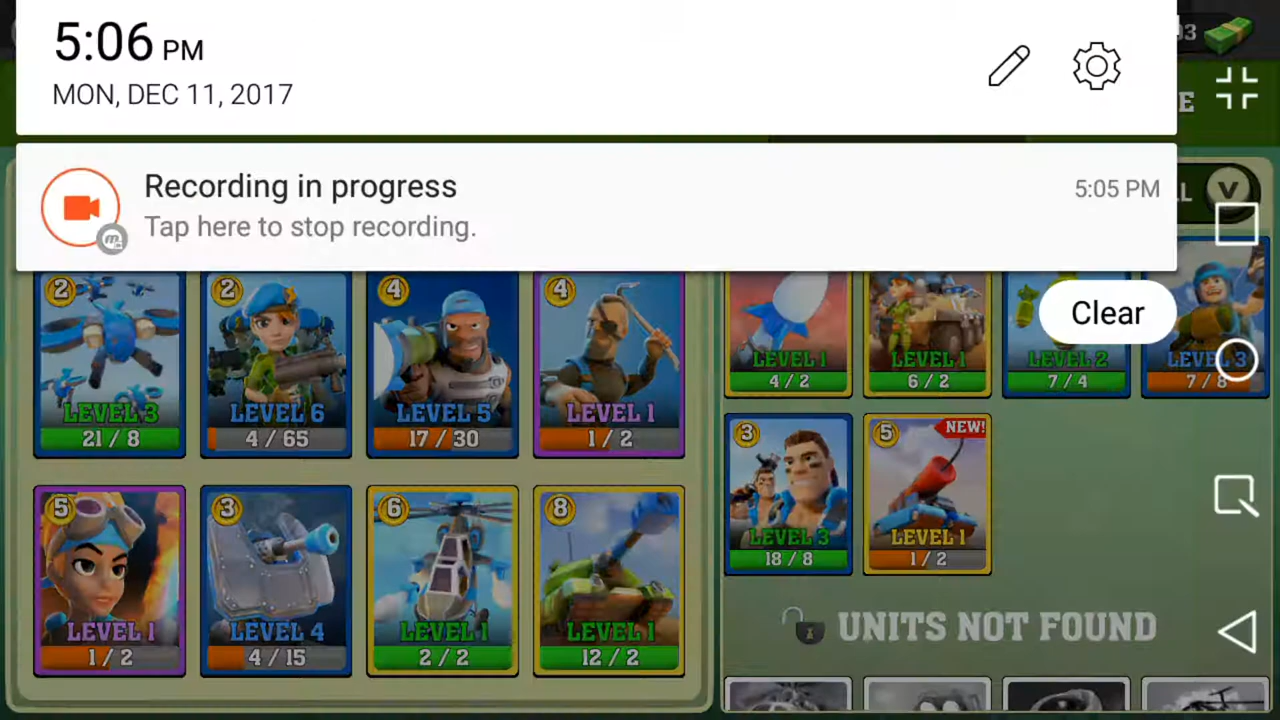 5:06 PM
MON, DEC 11, 2017
Recording in progress
5:05 PM
Tap here to stop recording.
Clear
2
LEVEL 3
21 / 8
2
LEVEL 6
4 / 65
4
LEVEL 5
17 / 30
4
LEVEL 1
1 / 2
5
LEVEL 1
1 / 2
3
LEVEL 4
4 / 15
6
LEVEL 1
2 / 2
8
LEVEL 1
12 / 2
LEVEL 1
4 / 2
LEVEL 1
6 / 2
LEVEL 2
7 / 4
LEVEL 3
7 / 8
3
LEVEL 3
18 / 8
5
NEW!
LEVEL 1
1 / 2
UNITS NOT FOUND